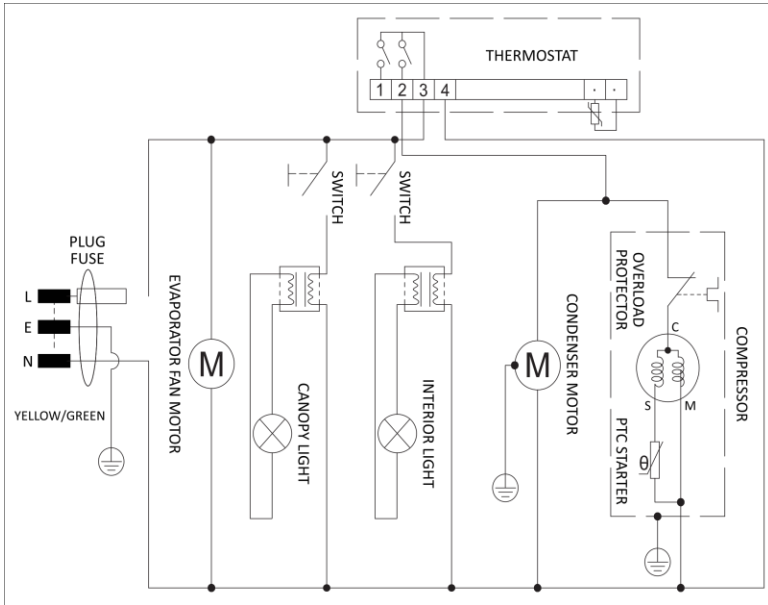 THERMOSTAT
1 2 3 4
SWITCH
SWITCH
PLUG
FUSE
L
E
N
YELLOW/GREEN
EVAPORATOR FAN MOTOR
M
CANOPY LIGHT
INTERIOR LIGHT
CONDENSER MOTOR
M
OVERLOAD
PROTECTOR
COMPRESSOR
C
S
M
PTC STARTER
θ